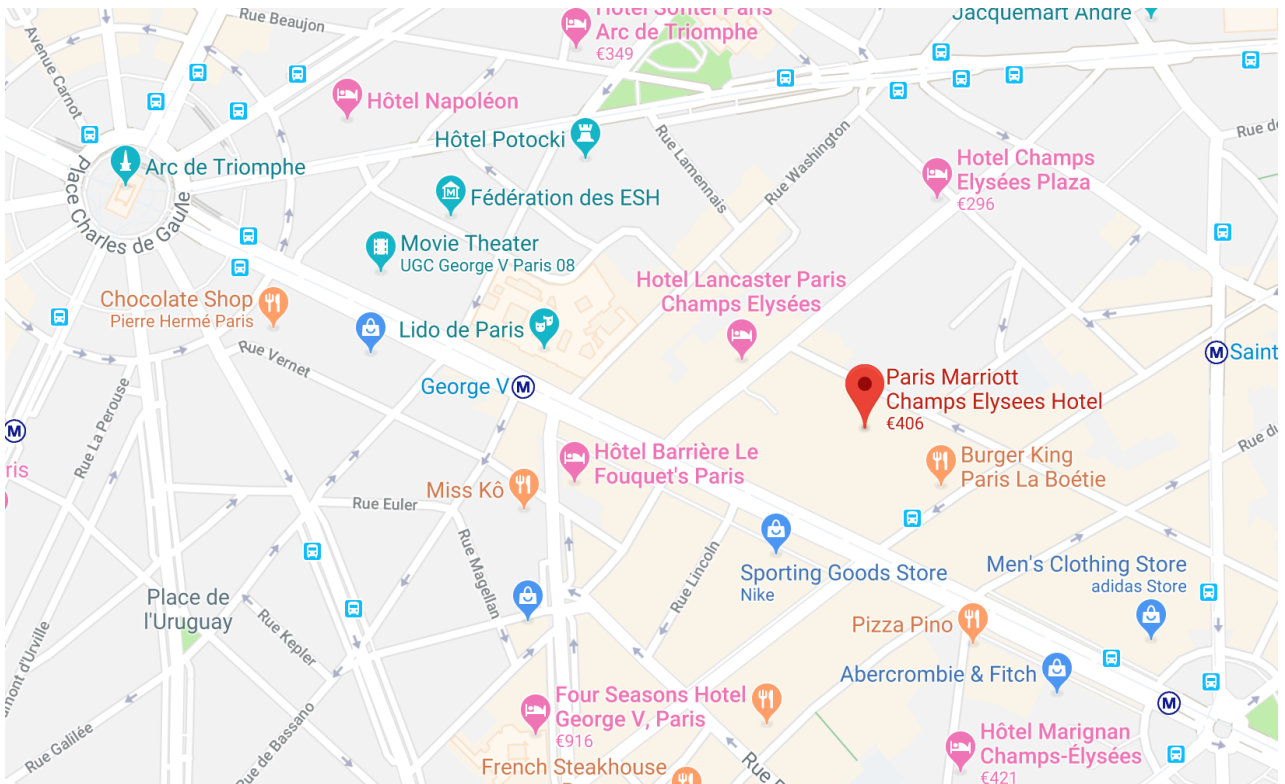 Rue Beaujon
Hotel Sofitel Paris
Arc de Triomphe
€349
Jacquemart André
Avenue Carnot
Hôtel Napoléon
Hôtel Potocki
Rue Lamennais
Rue Washington
Rue de
Arc de Triomphe
Place Charles de Gaulle
Hotel Champs
Elysées Plaza
€296
Fédération des ESH
Movie Theater
UGC George V Paris 08
Hotel Lancaster Paris
Champs Elysées
Chocolate Shop
Pierre Hermé Paris
Lido de Paris
Rue Vernet
M
Saint
George V
M
Paris Marriott
Champs Elysees Hotel
€406
Rue La Perouse
M
ris
Hôtel Barrière Le
Fouquet's Paris
Burger King
Paris La Boétie
Rue du
Miss Kô
Rue Euler
Rue Magellan
Rue Lincoln
Sporting Goods Store
Nike
Men's Clothing Store
adidas Store
Place de
l'Uruguay
Rue Kepler
Pizza Pino
Abercrombie & Fitch
mont d'Urville
Four Seasons Hotel
George V, Paris
€916
M
Rue Galilée
ue de Bassano
Hôtel Marignan
Champs-Élysées
€421
French Steakhouse
Rue